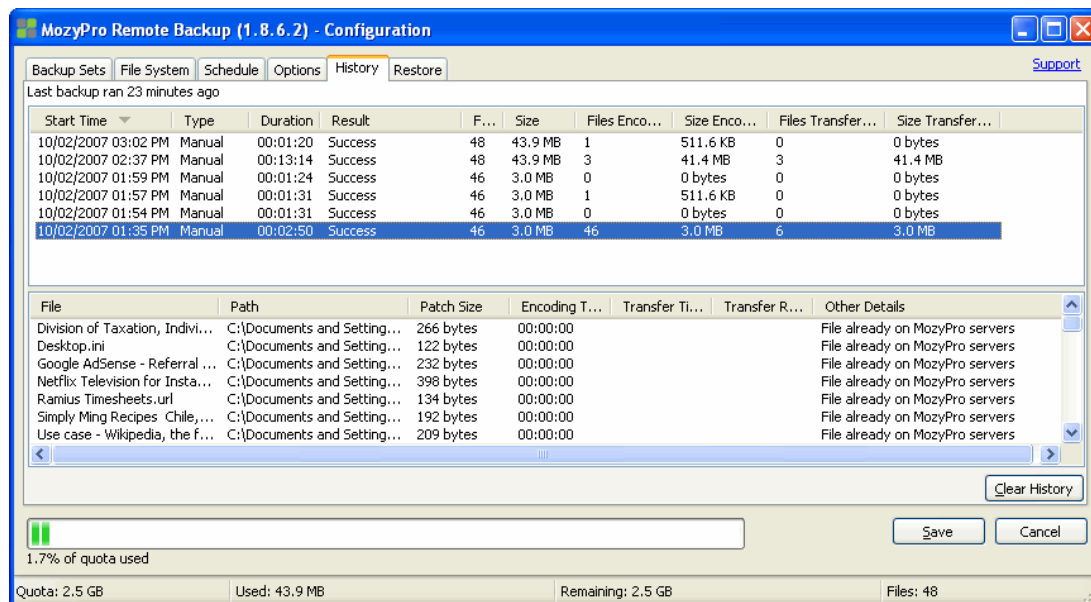 MozyPro Remote Backup (1.8.6.2) - Configuration
Backup Sets File System Schedule Options History Restore Support
Last backup ran 23 minutes ago
Start Time Type Duration Result F... Size Files Enco... Size Enco... Files Transfer... Size Transfer...
10/02/2007 03:02 PM Manual 00:01:20 Success 48 43.9 MB 1 511.6 KB 0 0 bytes
10/02/2007 02:37 PM Manual 00:13:14 Success 48 43.9 MB 3 41.4 MB 3 41.4 MB
10/02/2007 01:59 PM Manual 00:01:24 Success 46 3.0 MB 0 0 bytes 0 0 bytes
10/02/2007 01:57 PM Manual 00:01:31 Success 46 3.0 MB 1 511.6 KB 0 0 bytes
10/02/2007 01:54 PM Manual 00:01:31 Success 46 3.0 MB 0 0 bytes 0 0 bytes
10/02/2007 01:35 PM Manual 00:02:50 Success 46 3.0 MB 46 3.0 MB 6 3.0 MB
File Path Patch Size Encoding T... Transfer Ti... Transfer R... Other Details
Division of Taxation, Indivi... C:\Documents and Setting... 266 bytes 00:00:00 File already on MozyPro servers
Desktop.ini C:\Documents and Setting... 122 bytes 00:00:00 File already on MozyPro servers
Google AdSense - Referral ... C:\Documents and Setting... 232 bytes 00:00:00 File already on MozyPro servers
Netflix Television for Insta... C:\Documents and Setting... 398 bytes 00:00:00 File already on MozyPro servers
Ramius Timesheets.url C:\Documents and Setting... 134 bytes 00:00:00 File already on MozyPro servers
Simply Ming Recipes Chile,... C:\Documents and Setting... 192 bytes 00:00:00 File already on MozyPro servers
Use case - Wikipedia, the f... C:\Documents and Setting... 209 bytes 00:00:00 File already on MozyPro servers
Clear History
Save Cancel
1.7% of quota used
Quota: 2.5 GB Used: 43.9 MB Remaining: 2.5 GB Files: 48